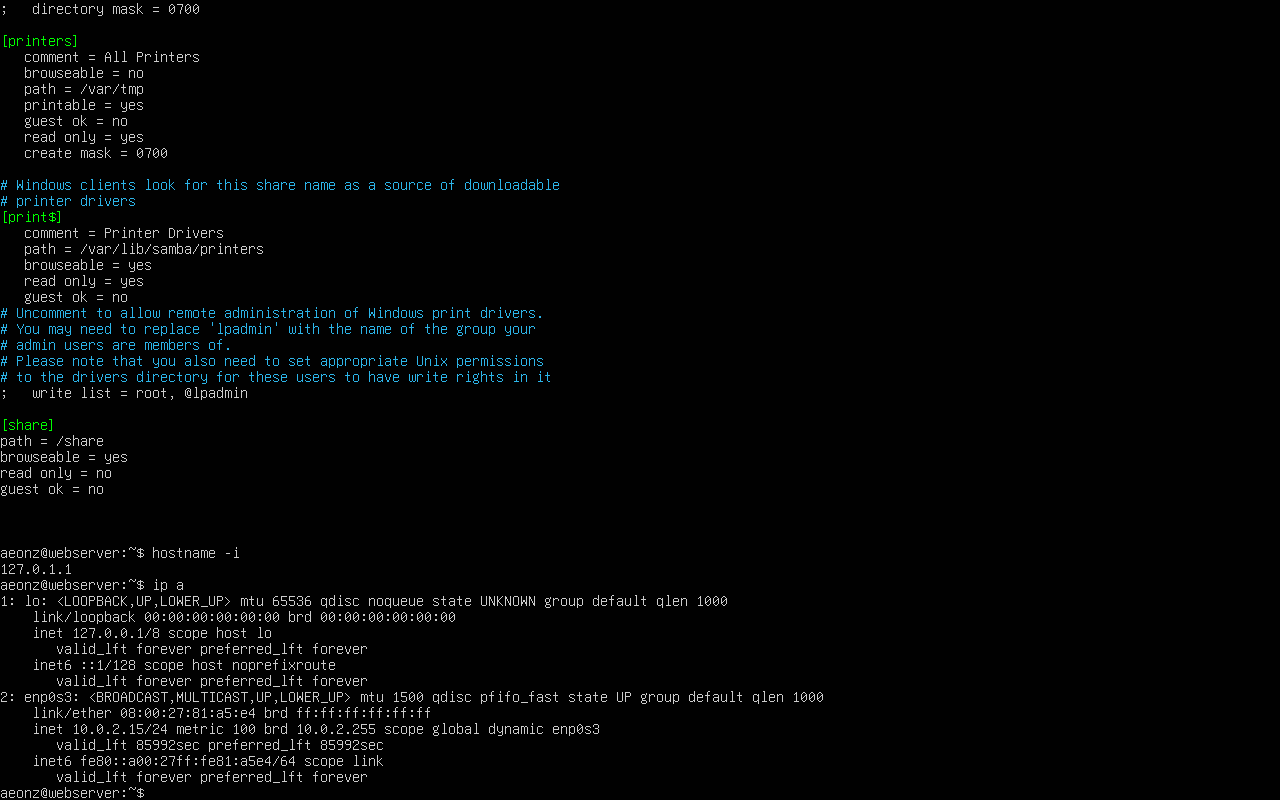 ;   directory mask = 0700

[printers]
   comment = All Printers
   browseable = no
   path = /var/tmp
   printable = yes
   guest ok = no
   read only = yes
   create mask = 0700

# Windows clients look for this share name as a source of downloadable
# printer drivers
[print$]
   comment = Printer Drivers
   path = /var/lib/samba/printers
   browseable = yes
   read only = yes
   guest ok = no
# Uncomment to allow remote administration of Windows print drivers.
# You may need to replace 'lpadmin' with the name of the group your
# admin users are members of.
# Please note that you also need to set appropriate Unix permissions
# to the drivers directory for these users to have write rights in it
;   write list = root, @lpadmin

[share]
path = /share
browseable = yes
read only = no
guest ok = no

aeonz@webserver:~$ hostname -i
127.0.1.1
aeonz@webserver:~$ ip a
1: lo: <LOOPBACK,UP,LOWER_UP> mtu 65536 qdisc noqueue state UNKNOWN group default qlen 1000
    link/loopback 00:00:00:00:00:00 brd 00:00:00:00:00:00
    inet 127.0.0.1/8 scope host lo
       valid_lft forever preferred_lft forever
    inet6 ::1/128 scope host noprefixroute
       valid_lft forever preferred_lft forever
2: enp0s3: <BROADCAST,MULTICAST,UP,LOWER_UP> mtu 1500 qdisc pfifo_fast state UP group default qlen 1000
    link/ether 08:00:27:81:a5:e4 brd ff:ff:ff:ff:ff:ff
    inet 10.0.2.15/24 metric 100 brd 10.0.2.255 scope global dynamic enp0s3
       valid_lft 85992sec preferred_lft 85992sec
    inet6 fe80::a00:27ff:fe81:a5e4/64 scope link
       valid_lft forever preferred_lft forever
aeonz@webserver:~$